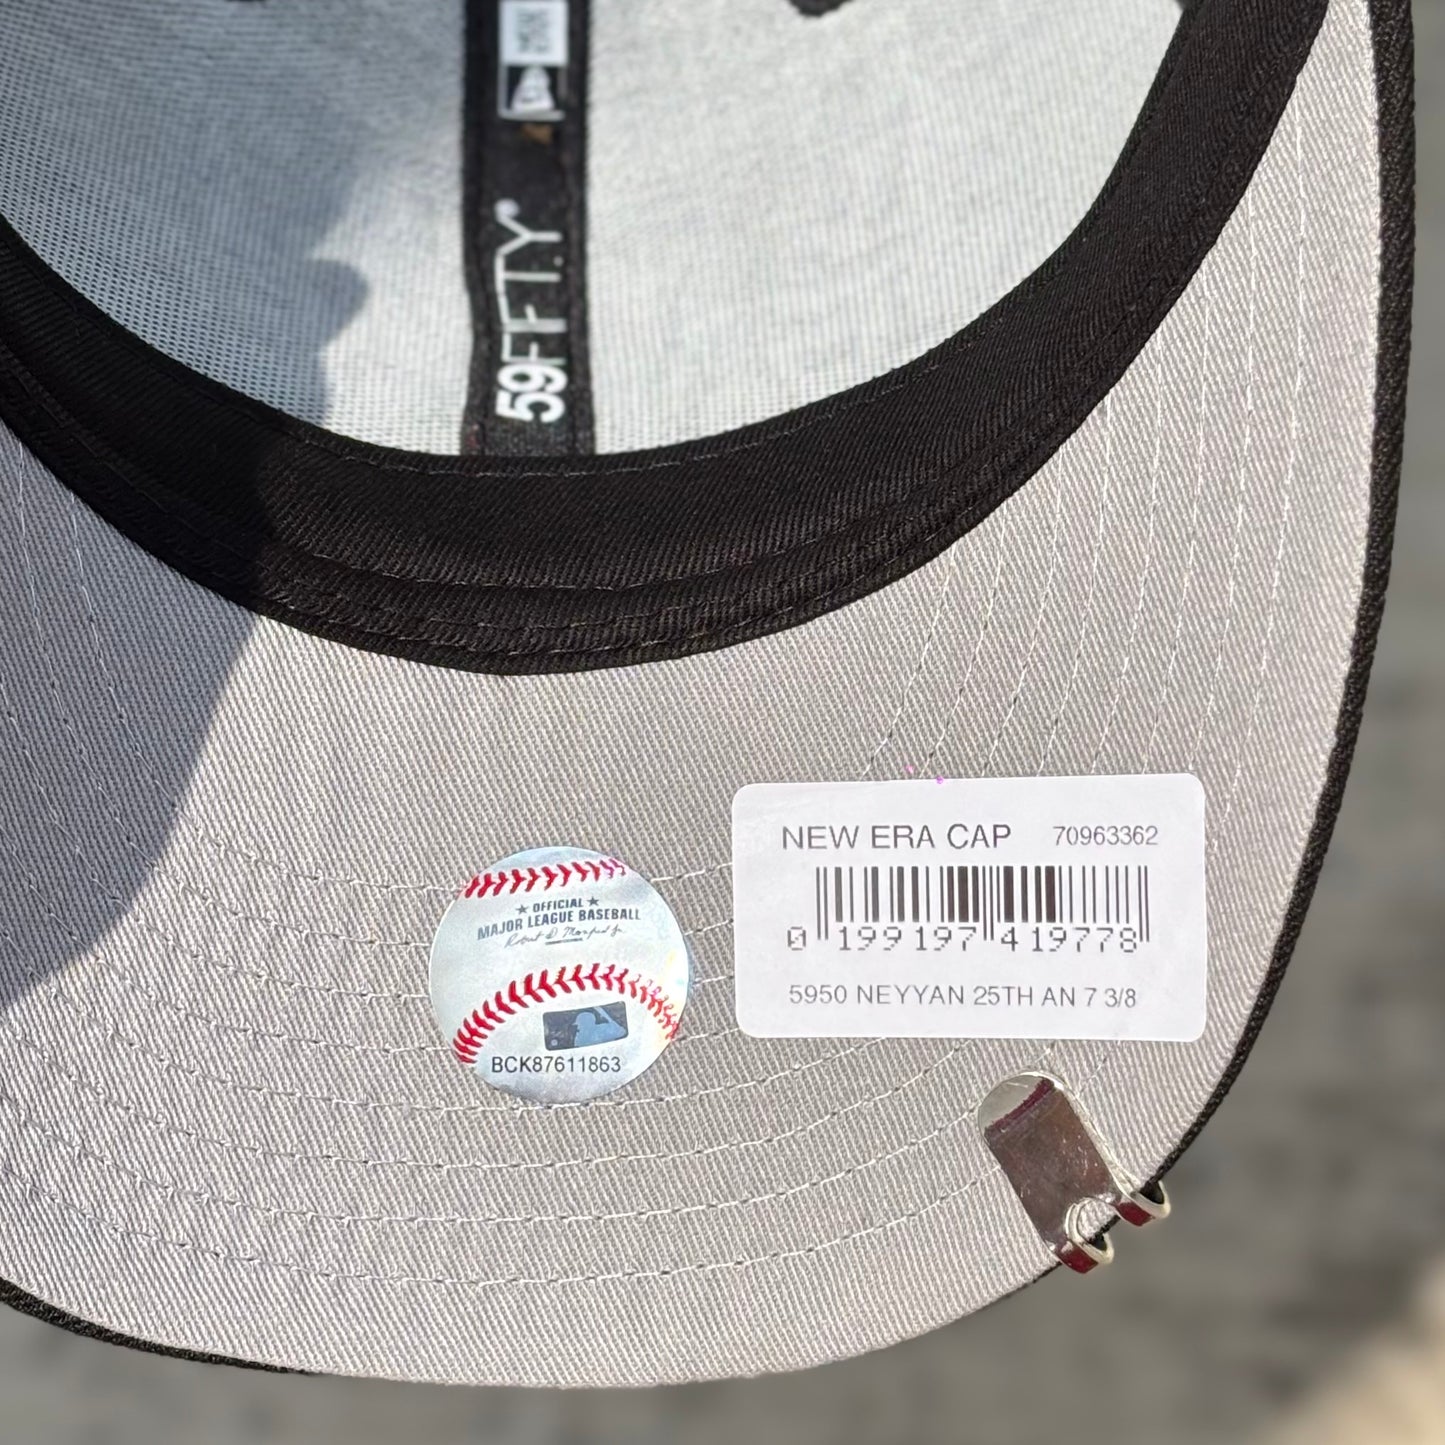 59FIFTY®
★ OFFICIAL ★
MAJOR LEAGUE BASEBALL
BCK87611863
NEW ERA CAP 70963362
0 199197 419778
5950 NEYYAN 25TH AN 7 3/8